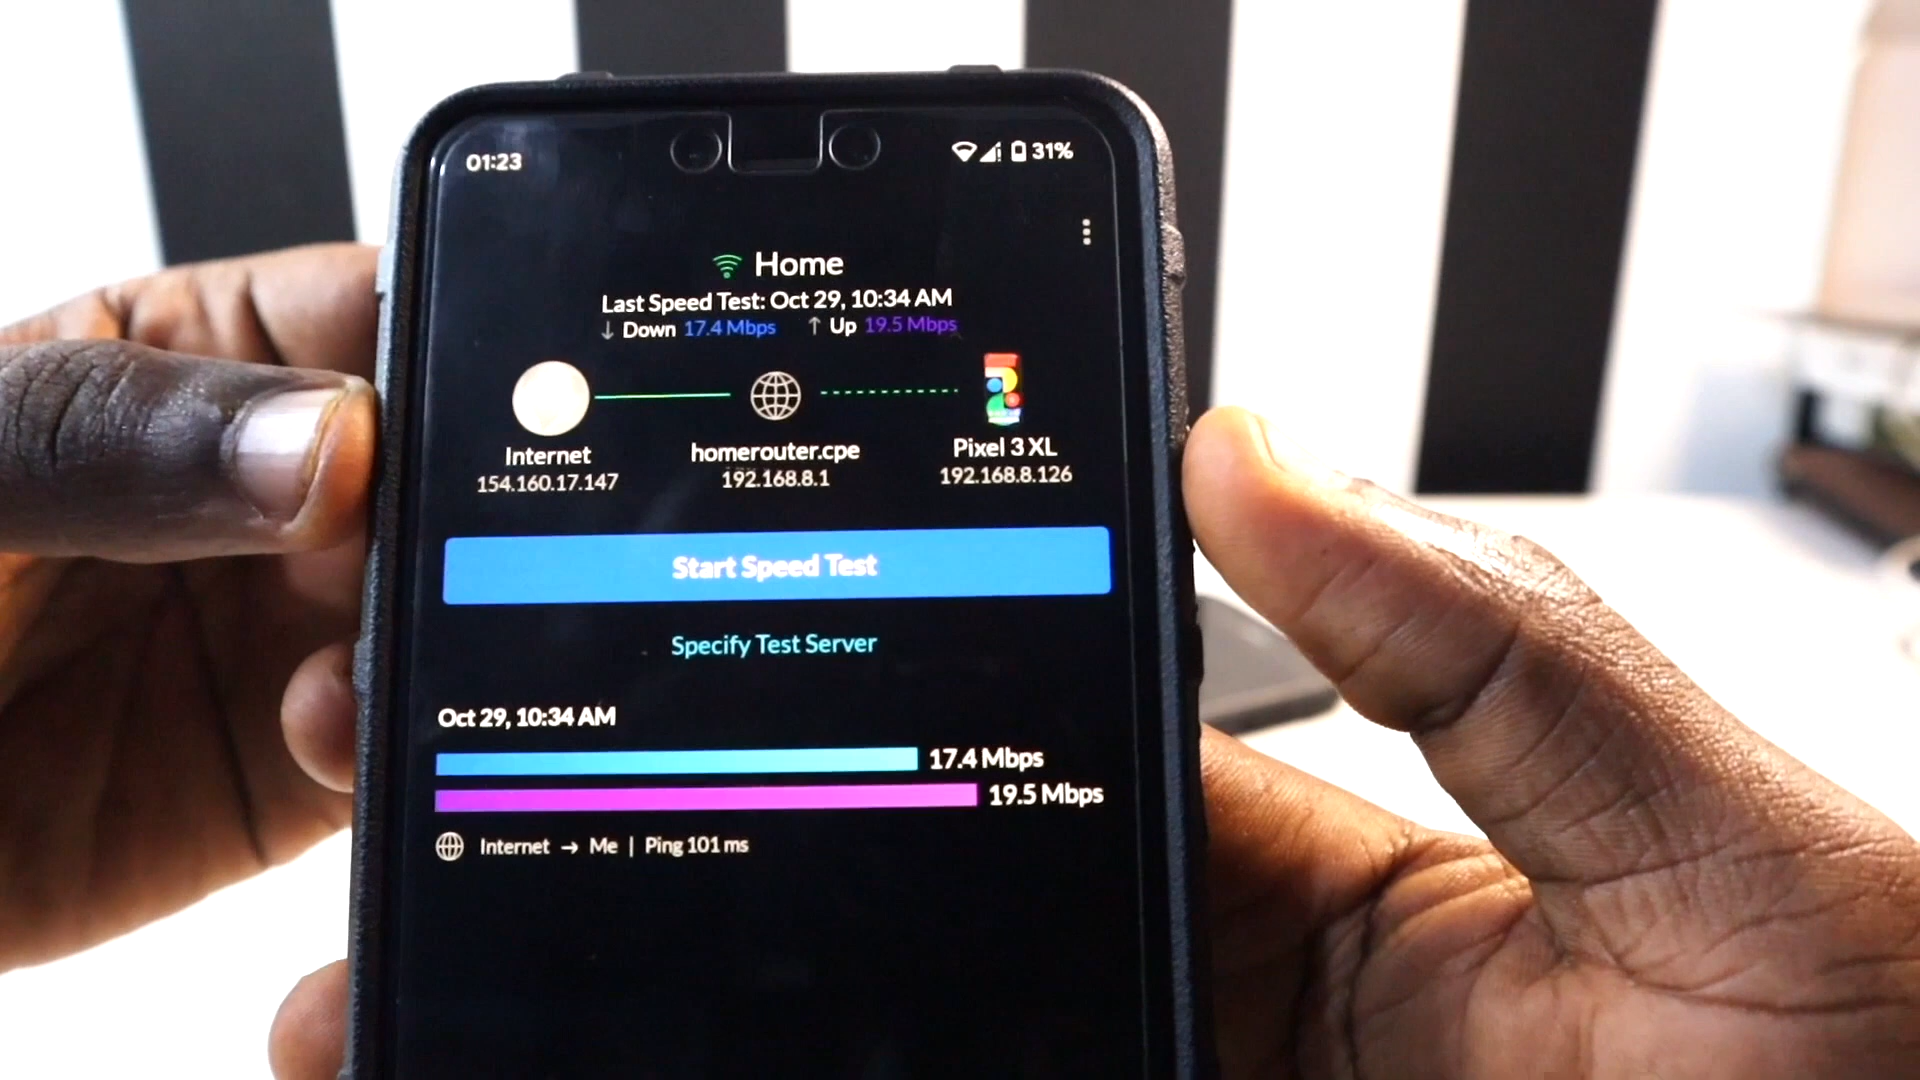 01:23
31%
Home
Last Speed Test: Oct 29, 10:34 AM
↓ Down 17.4 Mbps ↑ Up 19.5 Mbps
Internet
154.160.17.147
homerouter.cpe
192.168.8.1
Pixel 3 XL
192.168.8.126
Start Speed Test
Specify Test Server
Oct 29, 10:34 AM
17.4 Mbps
19.5 Mbps
Internet → Me | Ping 101 ms